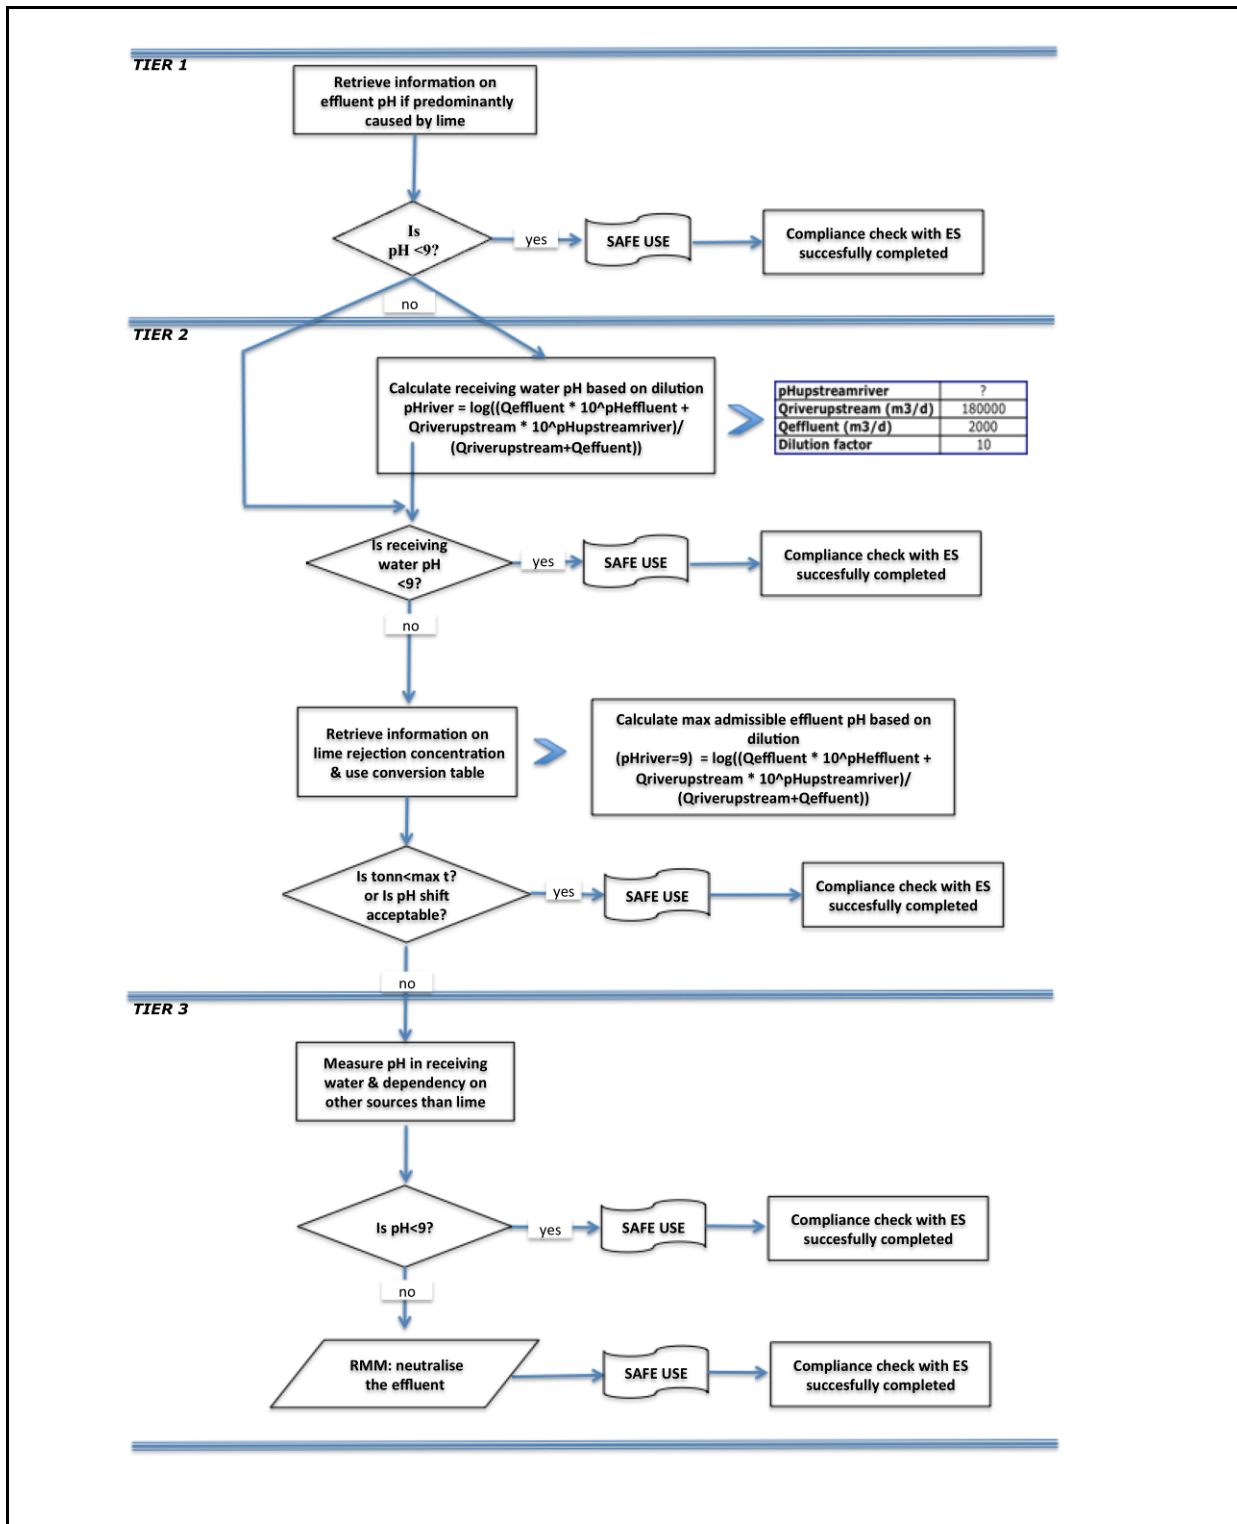 TIER 1
Retrieve information on
effluent pH if predominantly
caused by lime
Is
pH <9?
yes
SAFE USE
Compliance check with ES
succesfully completed
no
TIER 2
Calculate receiving water pH based on dilution
pHriver = log((Qeffluent * 10^pHeffluent +
Qriverupstream * 10^pHupstreamriver)/
(Qriverupstream+Qeffuent))
pHupstreamriver ?
Qriverupstream (m3/d) 180000
Qeffluent (m3/d) 2000
Dilution factor 10
Is receiving
water pH
<9?
yes
SAFE USE
Compliance check with ES
succesfully completed
no
Retrieve information on
lime rejection concentration
& use conversion table
Calculate max admissible effluent pH based on
dilution
(pHriver=9) = log((Qeffluent * 10^pHeffluent +
Qriverupstream * 10^pHupstreamriver)/
(Qriverupstream+Qeffuent))
Is tonn<max t?
or Is pH shift
acceptable?
yes
SAFE USE
Compliance check with ES
succesfully completed
no
TIER 3
Measure pH in receiving
water & dependency on
other sources than lime
Is pH<9?
yes
SAFE USE
Compliance check with ES
succesfully completed
no
RMM: neutralise
the effluent
SAFE USE
Compliance check with ES
succesfully completed